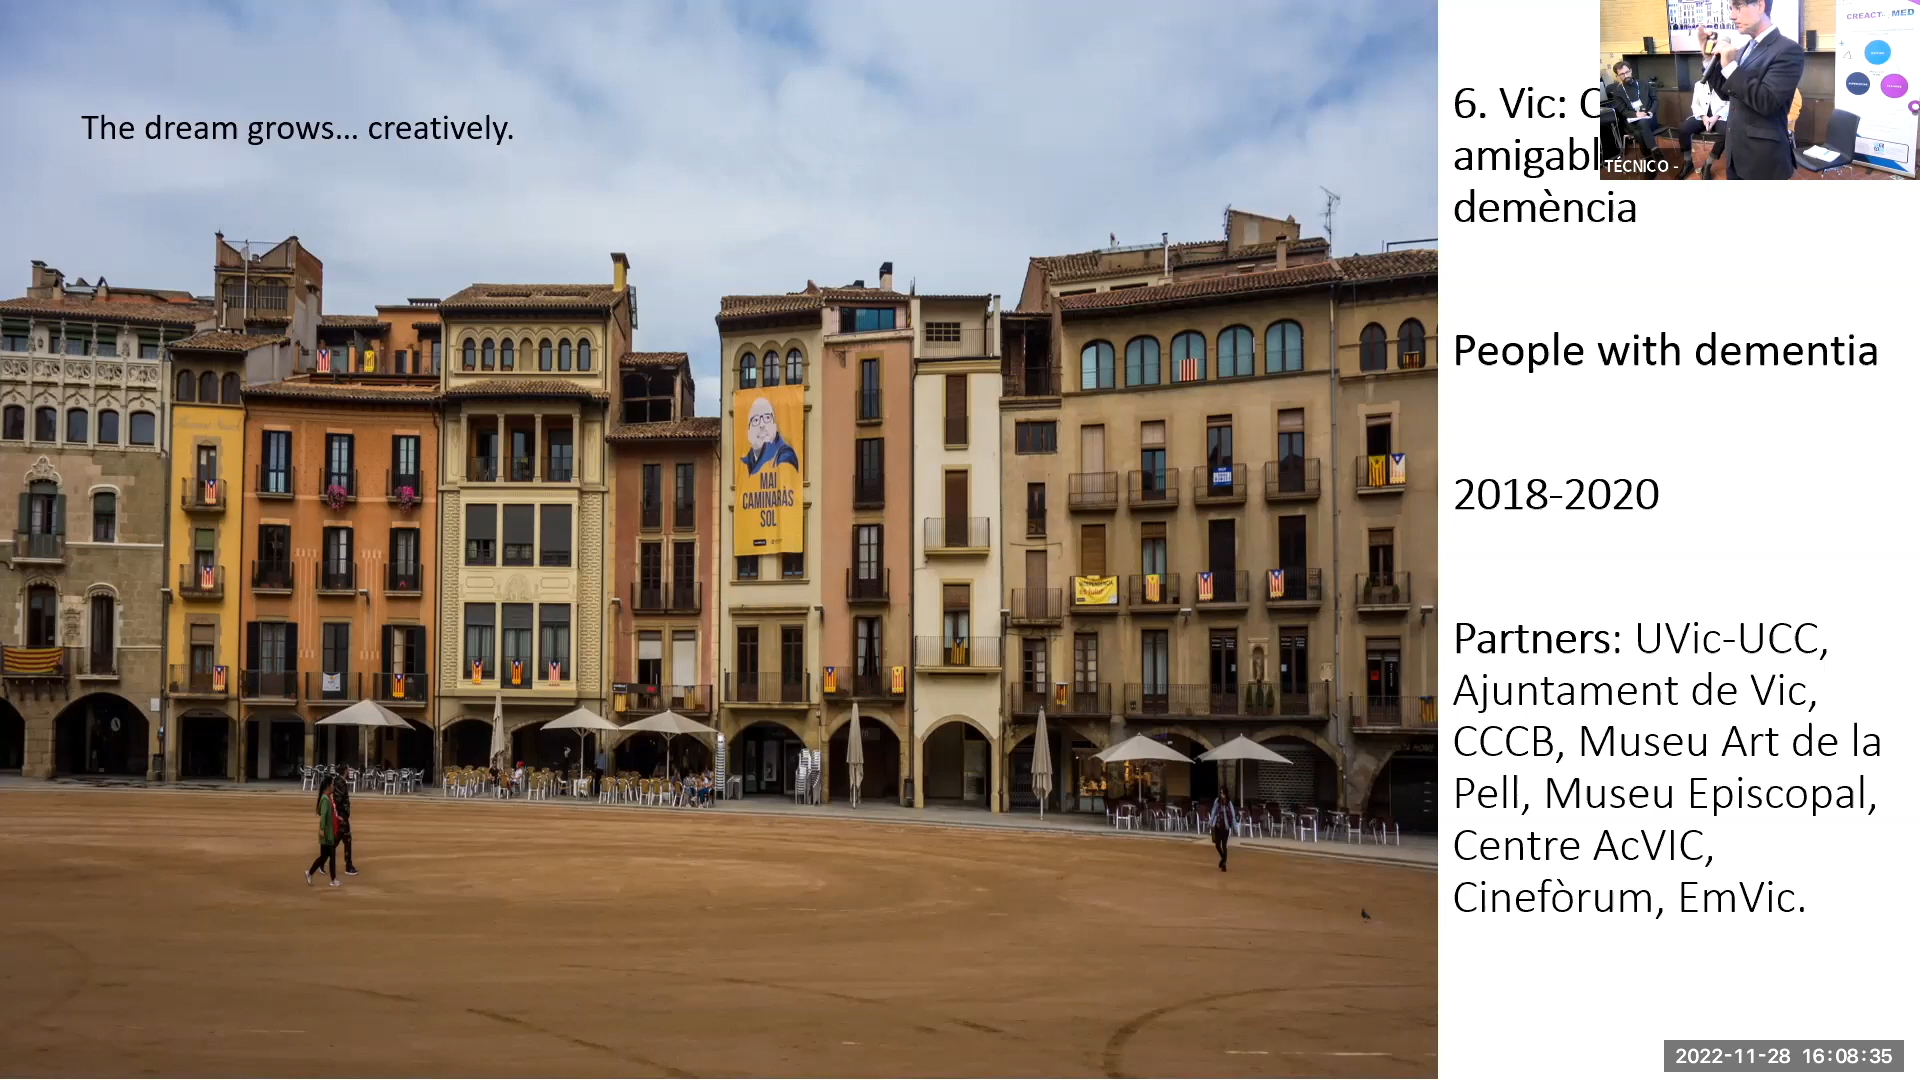 The dream grows... creatively.
6. Vic: C
amigabl
demència
People with dementia
2018-2020
Partners: UVic-UCC,
Ajuntament de Vic,
CCCB, Museu Art de la
Pell, Museu Episcopal,
Centre AcVIC,
Cinefòrum, EmVic.
MAI
CAMINARÀS
SOL
CREACT MED
TÉCNICO -
2022-11-28 16:08:35